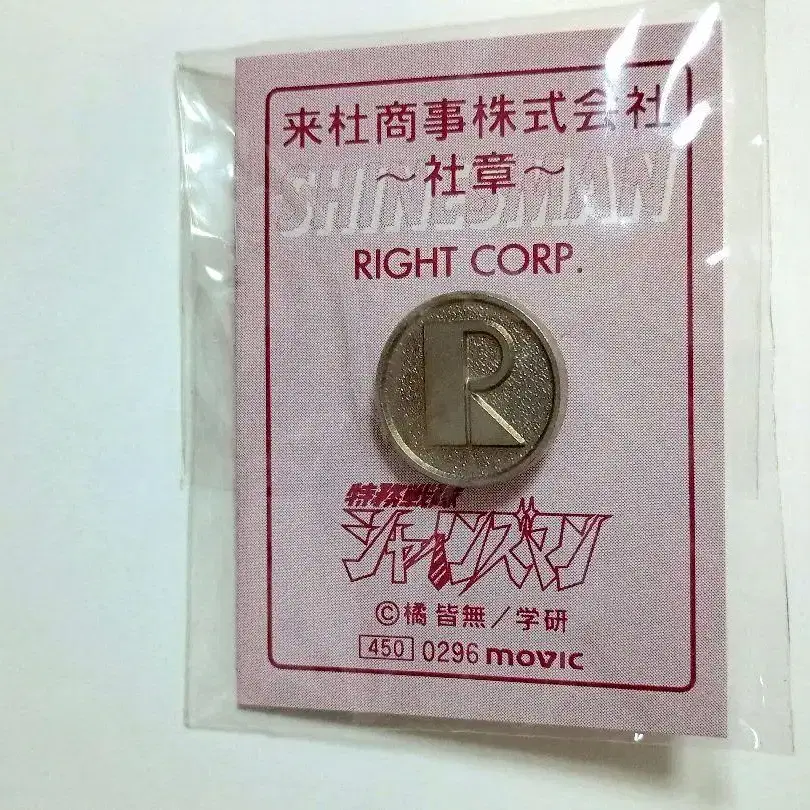 来杜商事株式会社
～社章～
SHINESMAN
RIGHT CORP.
R
特務戦隊
シャインズマン
©橘 皆無／学研
450 0296 movic